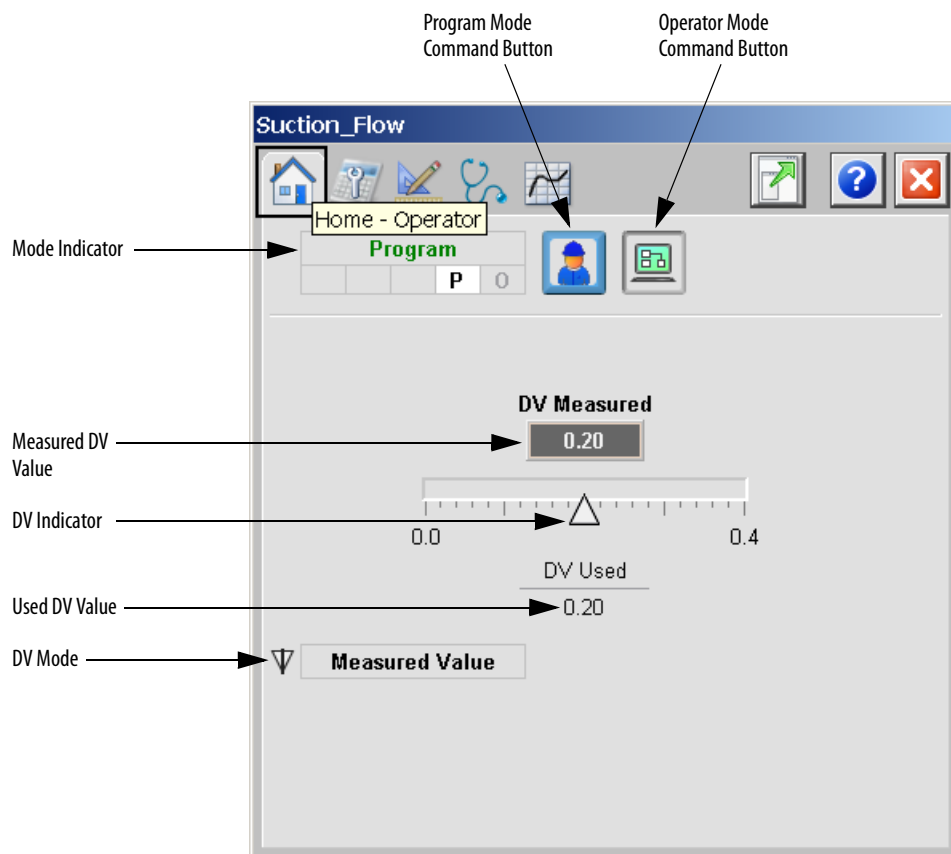 Program Mode
Command Button
Operator Mode
Command Button
Suction_Flow
Home - Operator
Mode Indicator
Program
P O
DV Measured
Measured DV
Value
0.20
DV Indicator
0.0 0.4
DV Used
Used DV Value
0.20
DV Mode
Measured Value